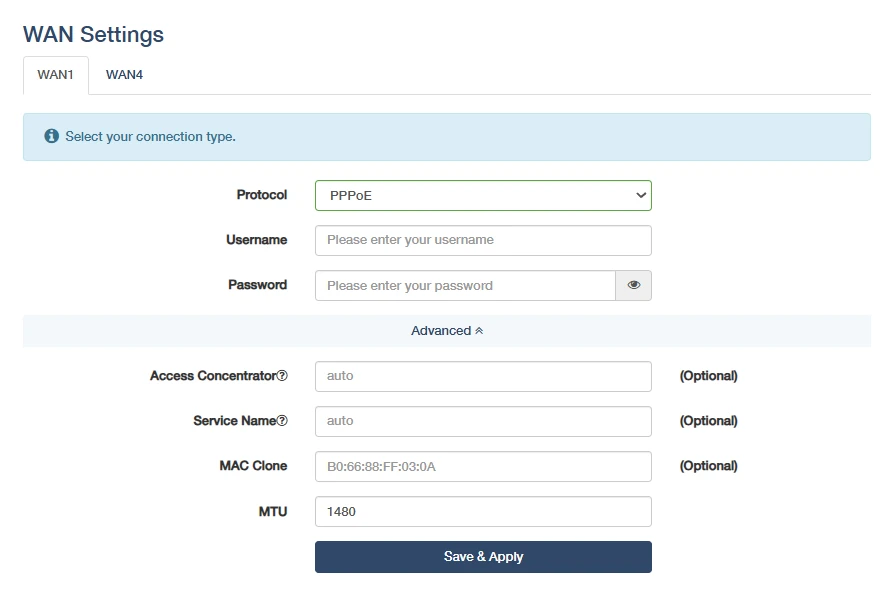 WAN Settings
WAN1 WAN4
Select your connection type.
Protocol PPPoE
Username Please enter your username
Password Please enter your password
Advanced
Access Concentrator auto (Optional)
Service Name auto (Optional)
MAC Clone B0:66:88:FF:03:0A (Optional)
MTU 1480
Save & Apply